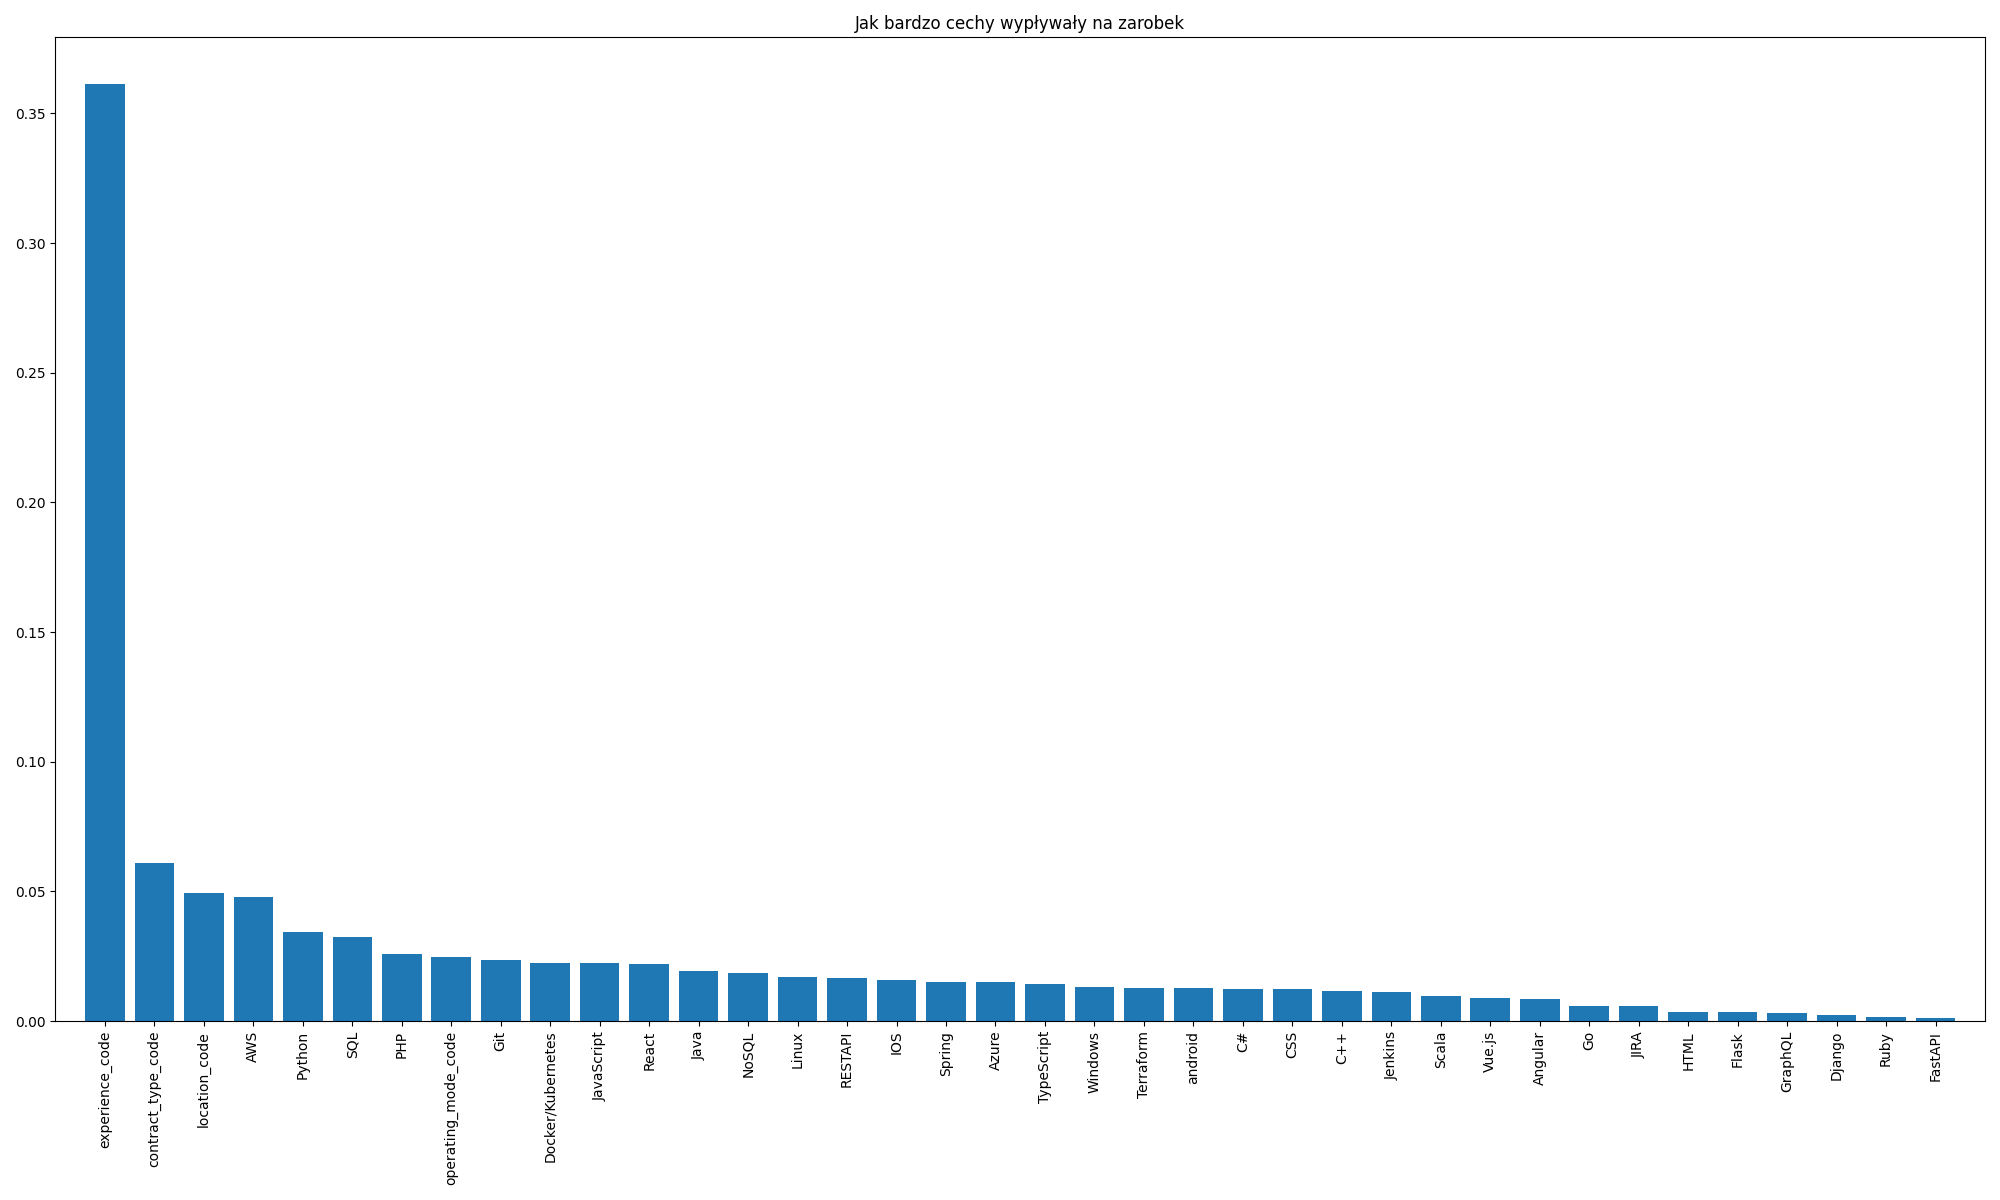 Jak bardzo cechy wypływały na zarobek
0.35
0.30
0.25
0.20
0.15
0.10
0.05
0.00
experience_code
contract_type_code
location_code
AWS
Python
SQL
PHP
operating_mode_code
Git
Docker/Kubernetes
JavaScript
React
Java
NoSQL
Linux
RESTAPI
IOS
Spring
Azure
TypeScript
Windows
Terraform
android
C#
CSS
C++
Jenkins
Scala
Vue.js
Angular
Go
JIRA
HTML
Flask
GraphQL
Django
Ruby
FastAPI